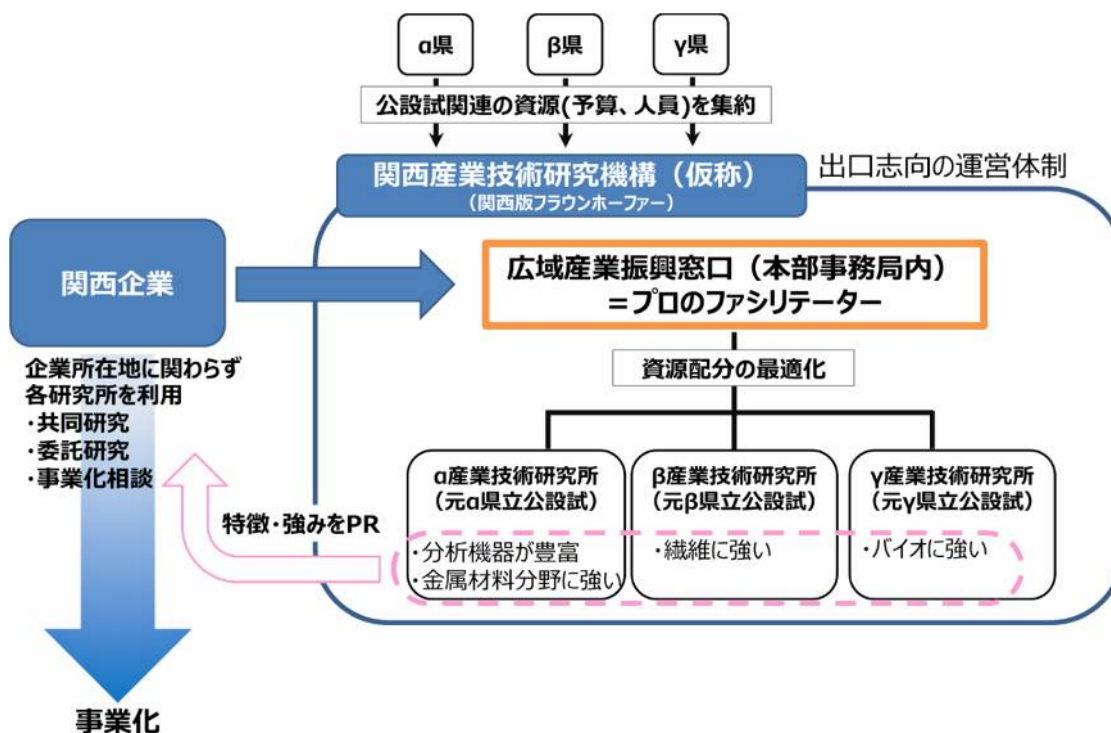 α県
β県
γ県
公設試関連の資源(予算、人員)を集約
関西産業技術研究機構（仮称）
（関西版フラウンホーファー）
出口志向の運営体制
関西企業
広域産業振興窓口（本部事務局内）
＝プロのファシリテーター
企業所在地に関わらず
各研究所を利用
･共同研究
･委託研究
･事業化相談
資源配分の最適化
特徴･強みをPR
α産業技術研究所
（元α県立公設試）
･分析機器が豊富
･金属材料分野に強い
β産業技術研究所
（元β県立公設試）
･繊維に強い
γ産業技術研究所
（元γ県立公設試）
･バイオに強い
事業化